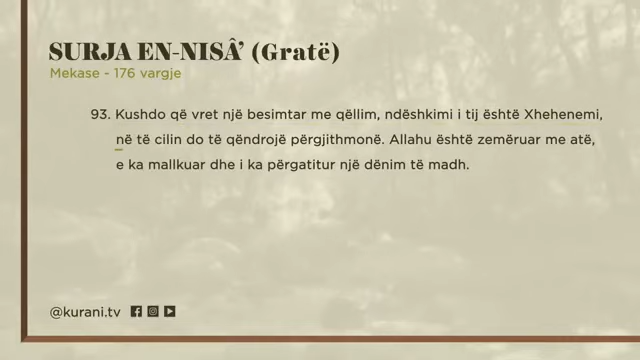 SURJA EN-NISÂ’ (Gratë)
Mekase - 176 vargje
93. Kushdo që vret një besimtar me qëllim, ndëshkimi i tij është Xhehenemi,
në të cilin do të qëndrojë përgjithmonë. Allahu është zemëruar me atë,
e ka mallkuar dhe i ka përgatitur një dënim të madh.
@kurani.tv